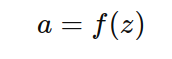 a = f(z)